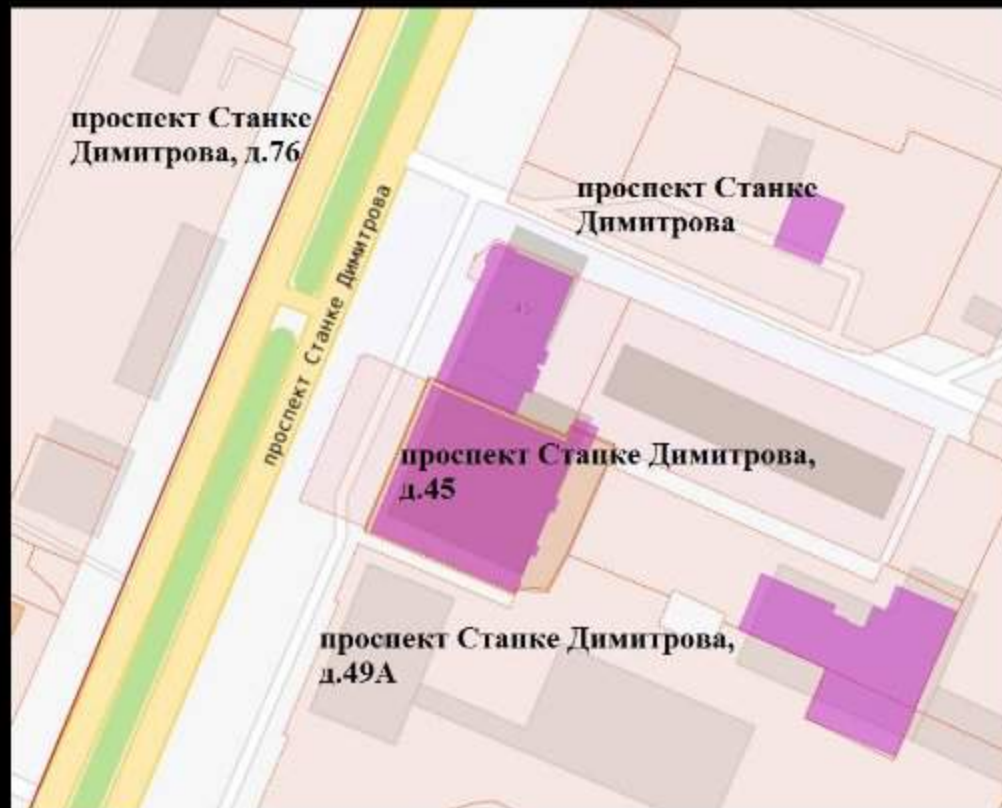 проспект Станке
Димитрова, д.76
проспект Станке
Димитрова
проспект Станке Димитрова
проспект Станке Димитрова,
д.45
проспект Станке Димитрова,
д.49А